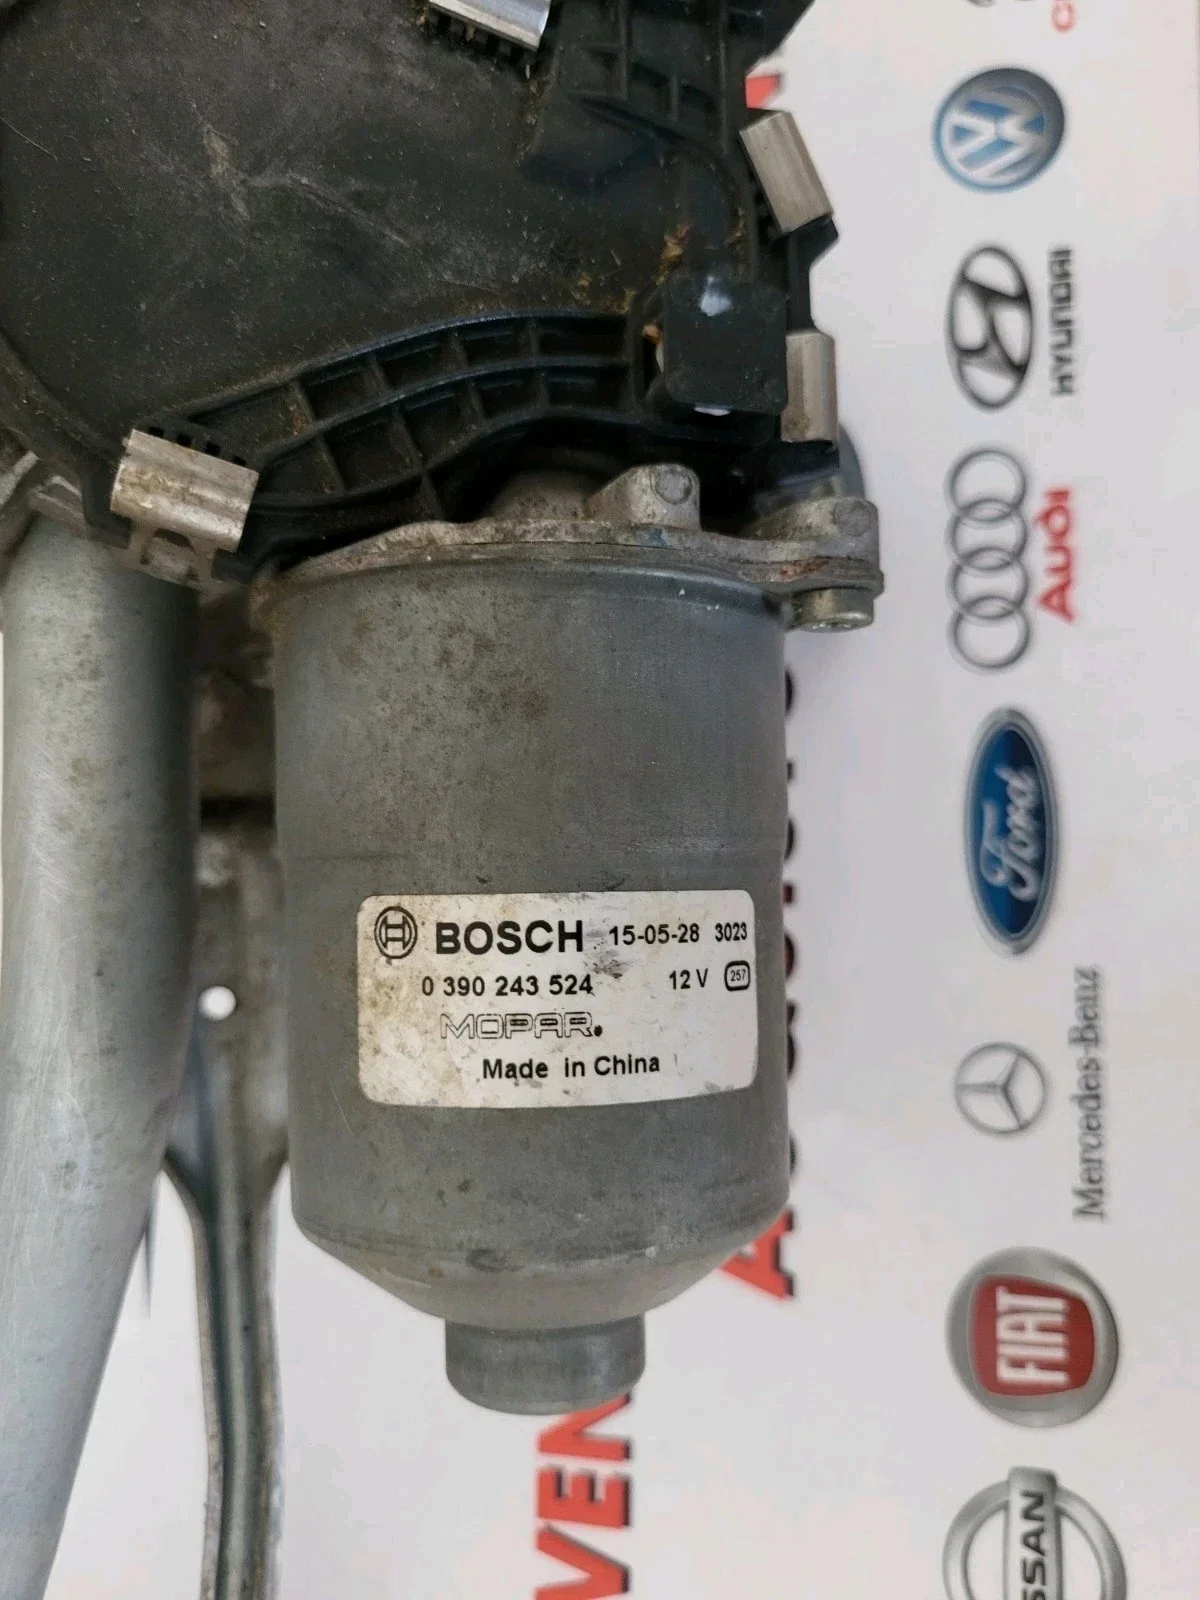 BOSCH 15-05-28 3023
0 390 243 524 12 V 257
MOPAR
Made in China
HYUNDAI
Audi
Ford
Mercedes-Benz
FIAT
VEN